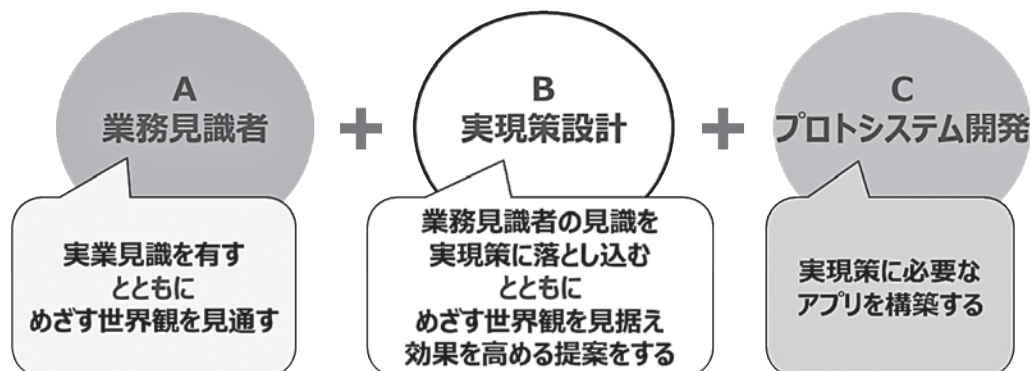 A
業務見識者
+
B
実現策設計
+
C
プロトシステム開発
実業見識を有す
とともに
めざす世界観を見通す
業務見識者の見識を
実現策に落とし込む
とともに
めざす世界観を見据え
効果を高める提案をする
実現策に必要な
アプリを構築する